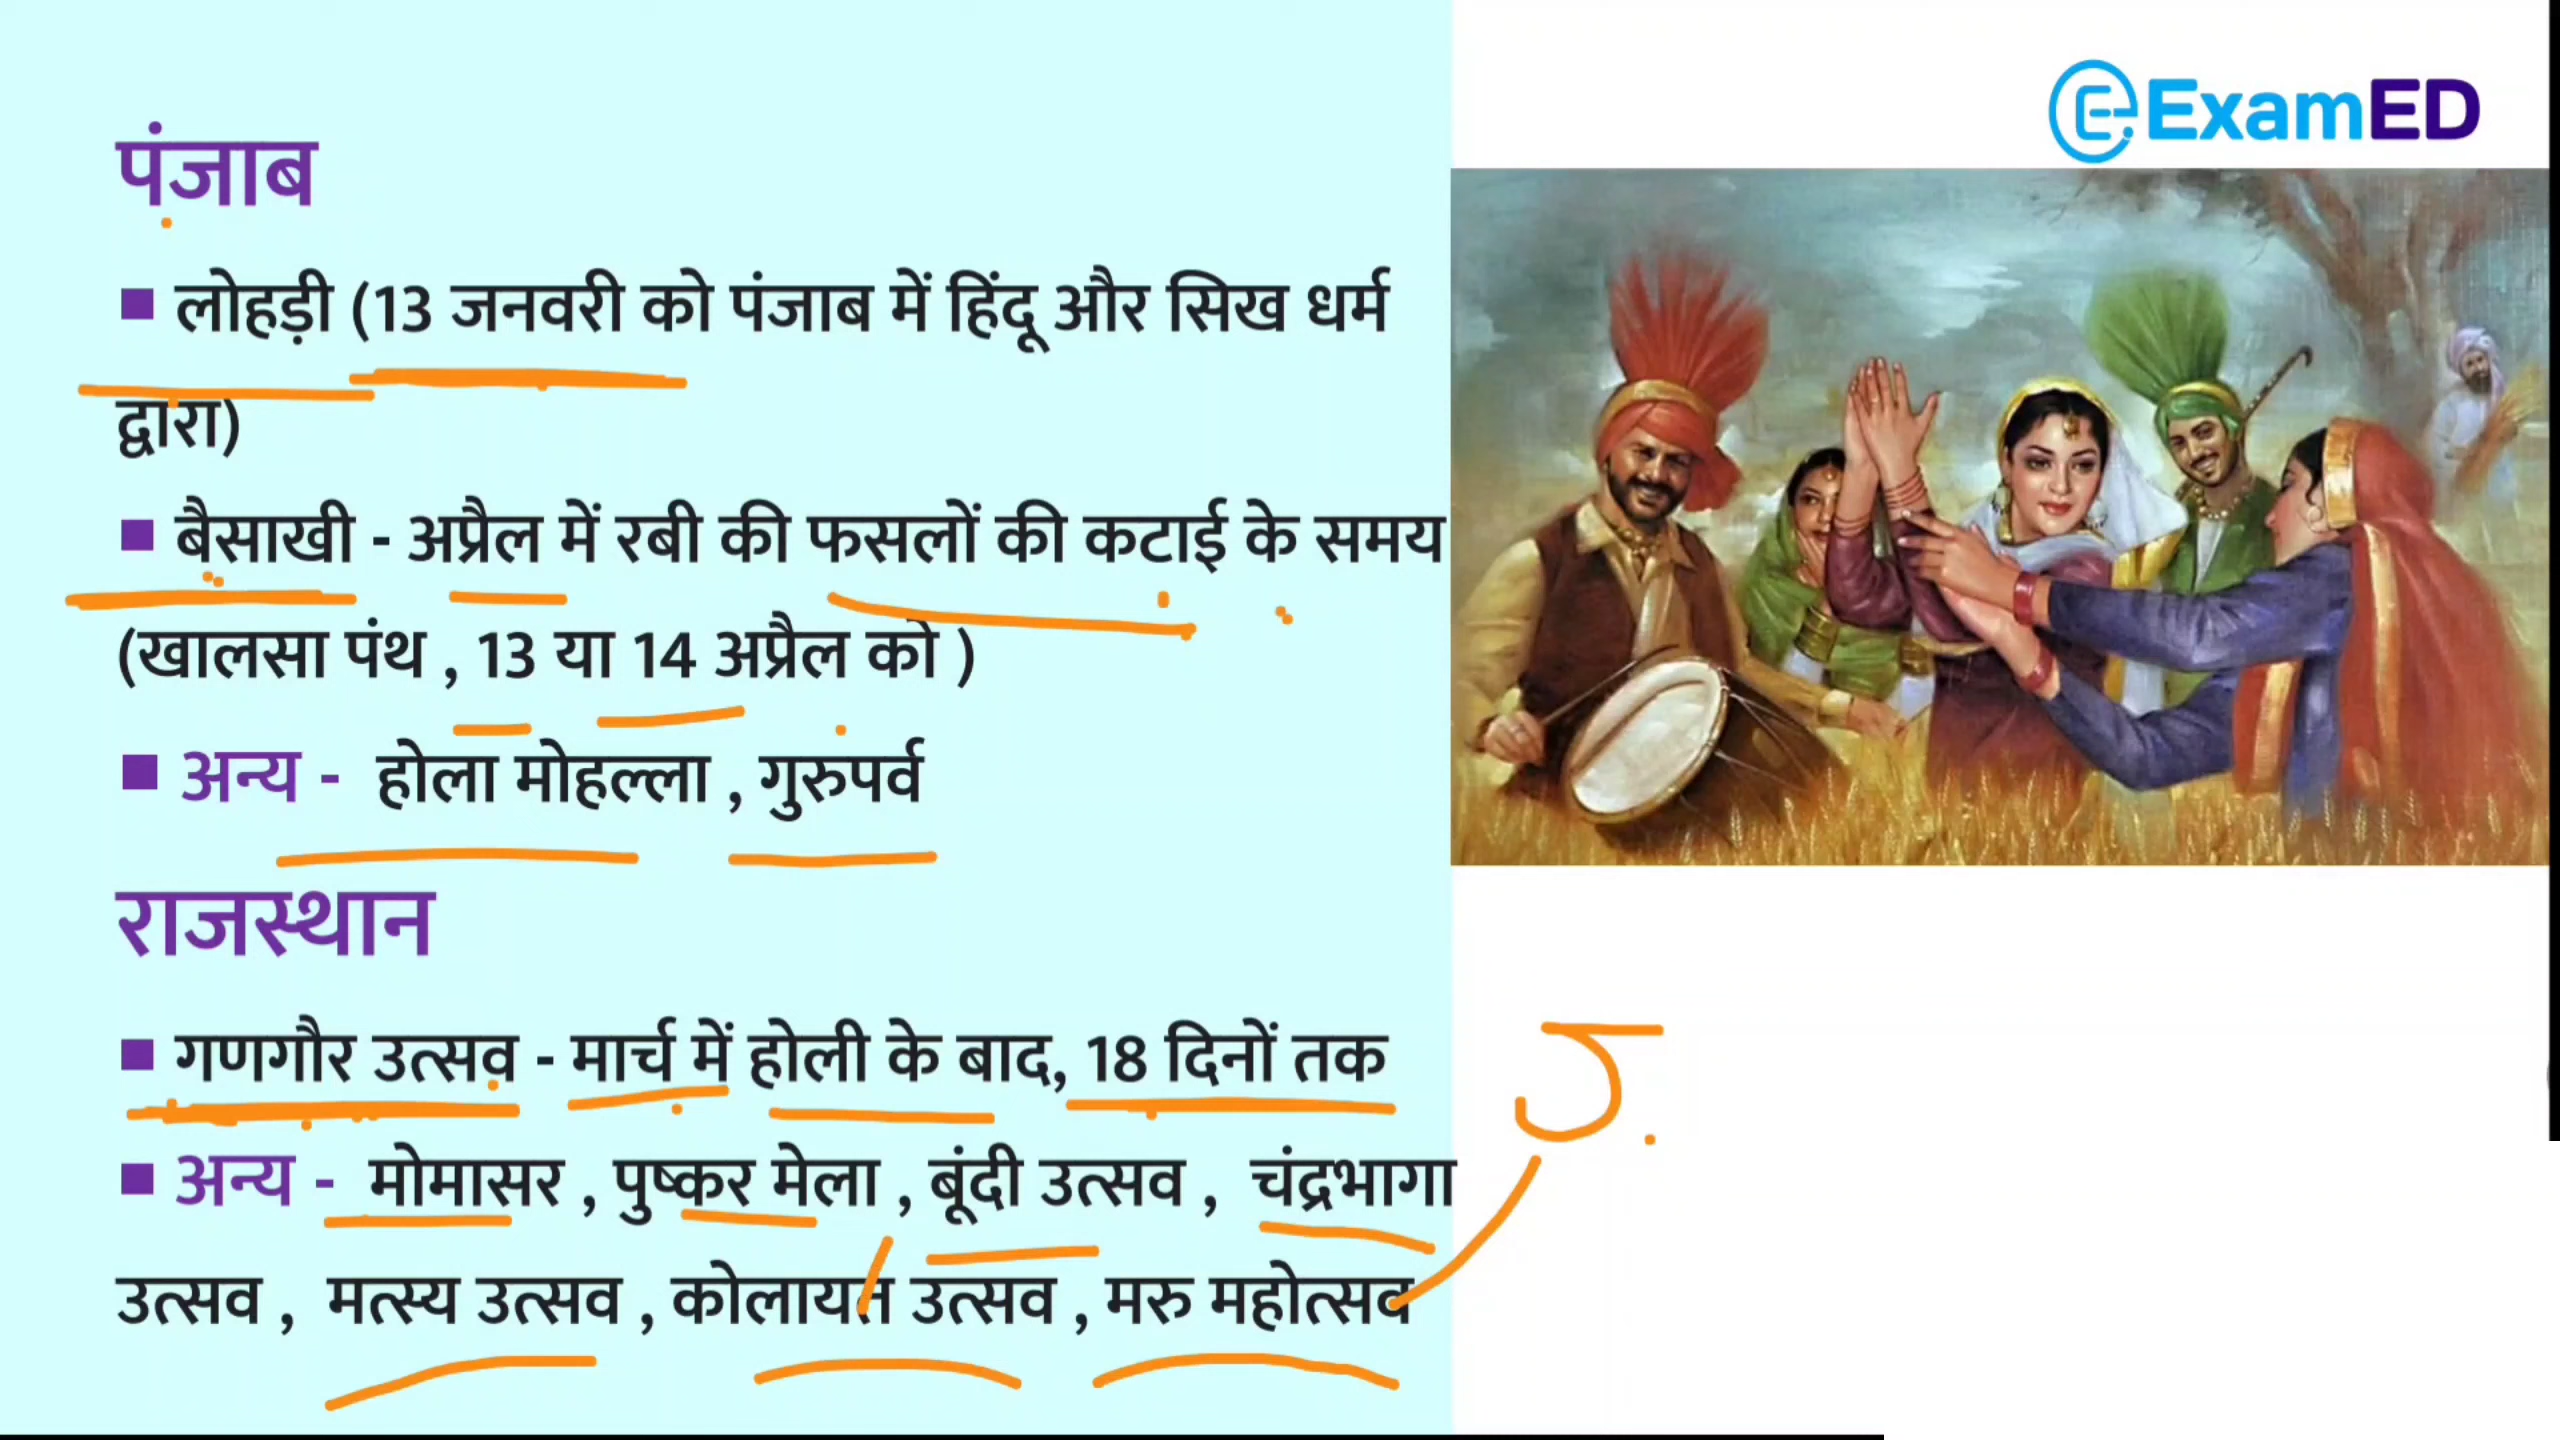 ExamED
पंजाब
■ लोहड़ी (13 जनवरी को पंजाब में हिंदू और सिख धर्म
द्वारा)
■ बैसाखी - अप्रैल में रबी की फसलों की कटाई के समय
(खालसा पंथ , 13 या 14 अप्रैल को )
■ अन्य - होला मोहल्ला , गुरुपर्व
राजस्थान
■ गणगौर उत्सव - मार्च में होली के बाद, 18 दिनों तक
■ अन्य - मोमासर , पुष्कर मेला , बूंदी उत्सव , चंद्रभागा
उत्सव , मत्स्य उत्सव , कोलायत उत्सव , मरु महोत्सव